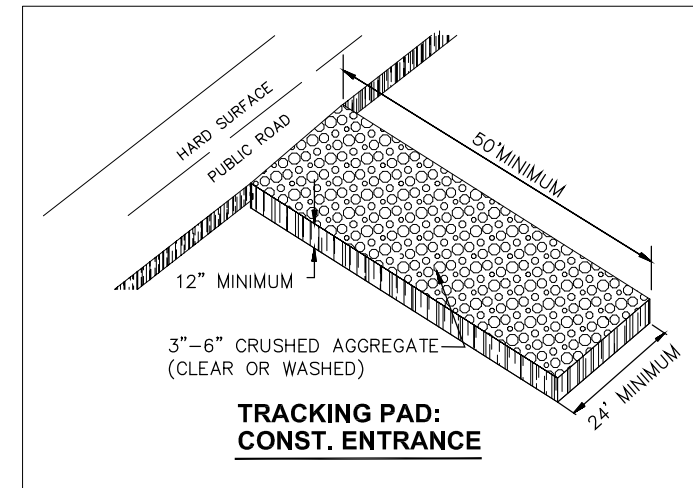 HARD SURFACE
PUBLIC ROAD
50'MINIMUM
12" MINIMUM
3"-6" CRUSHED AGGREGATE
(CLEAR OR WASHED)
24' MINIMUM
TRACKING PAD:
CONST. ENTRANCE